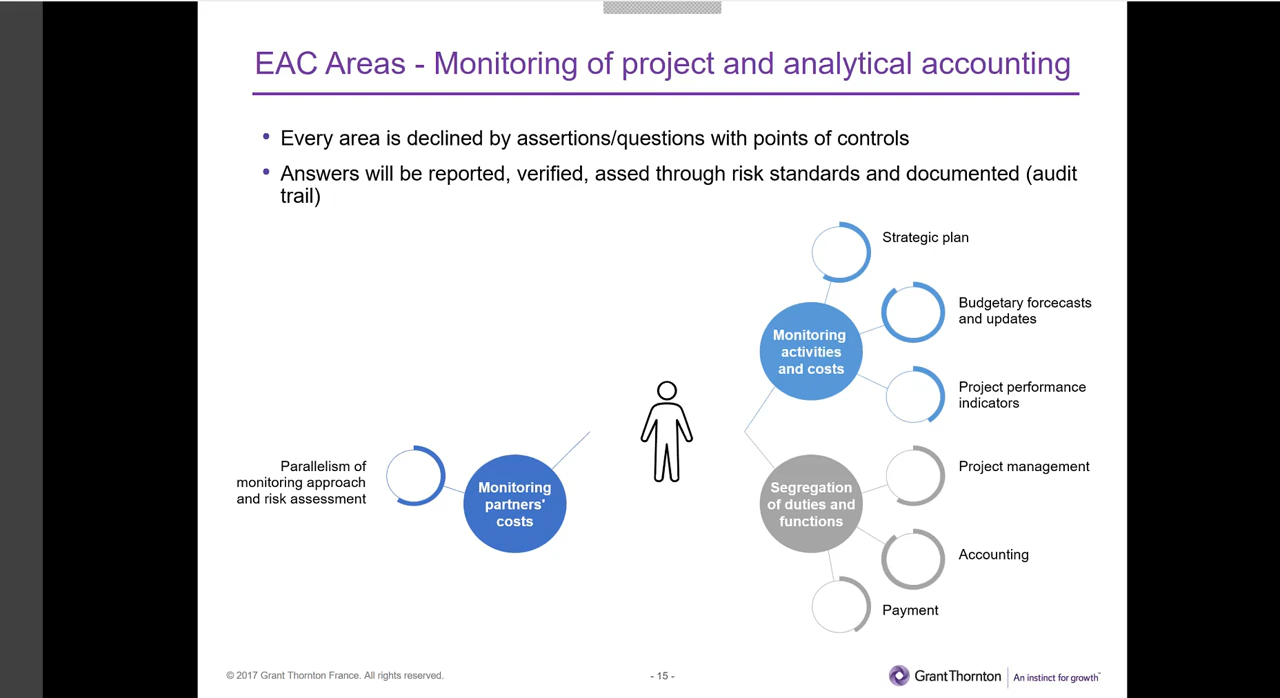 EAC Areas - Monitoring of project and analytical accounting
• Every area is declined by assertions/questions with points of controls
• Answers will be reported, verified, assed through risk standards and documented (audit
trail)
Strategic plan
Budgetary forcecasts
and updates
Monitoring
activities
and costs
Project performance
indicators
Parallelism of
monitoring approach
and risk assessment
Monitoring
partners'
costs
Segregation
of duties and
functions
Project management
Accounting
Payment
© 2017 Grant Thornton France. All rights reserved.
- 15 -
GrantThornton
An instinct for growth™